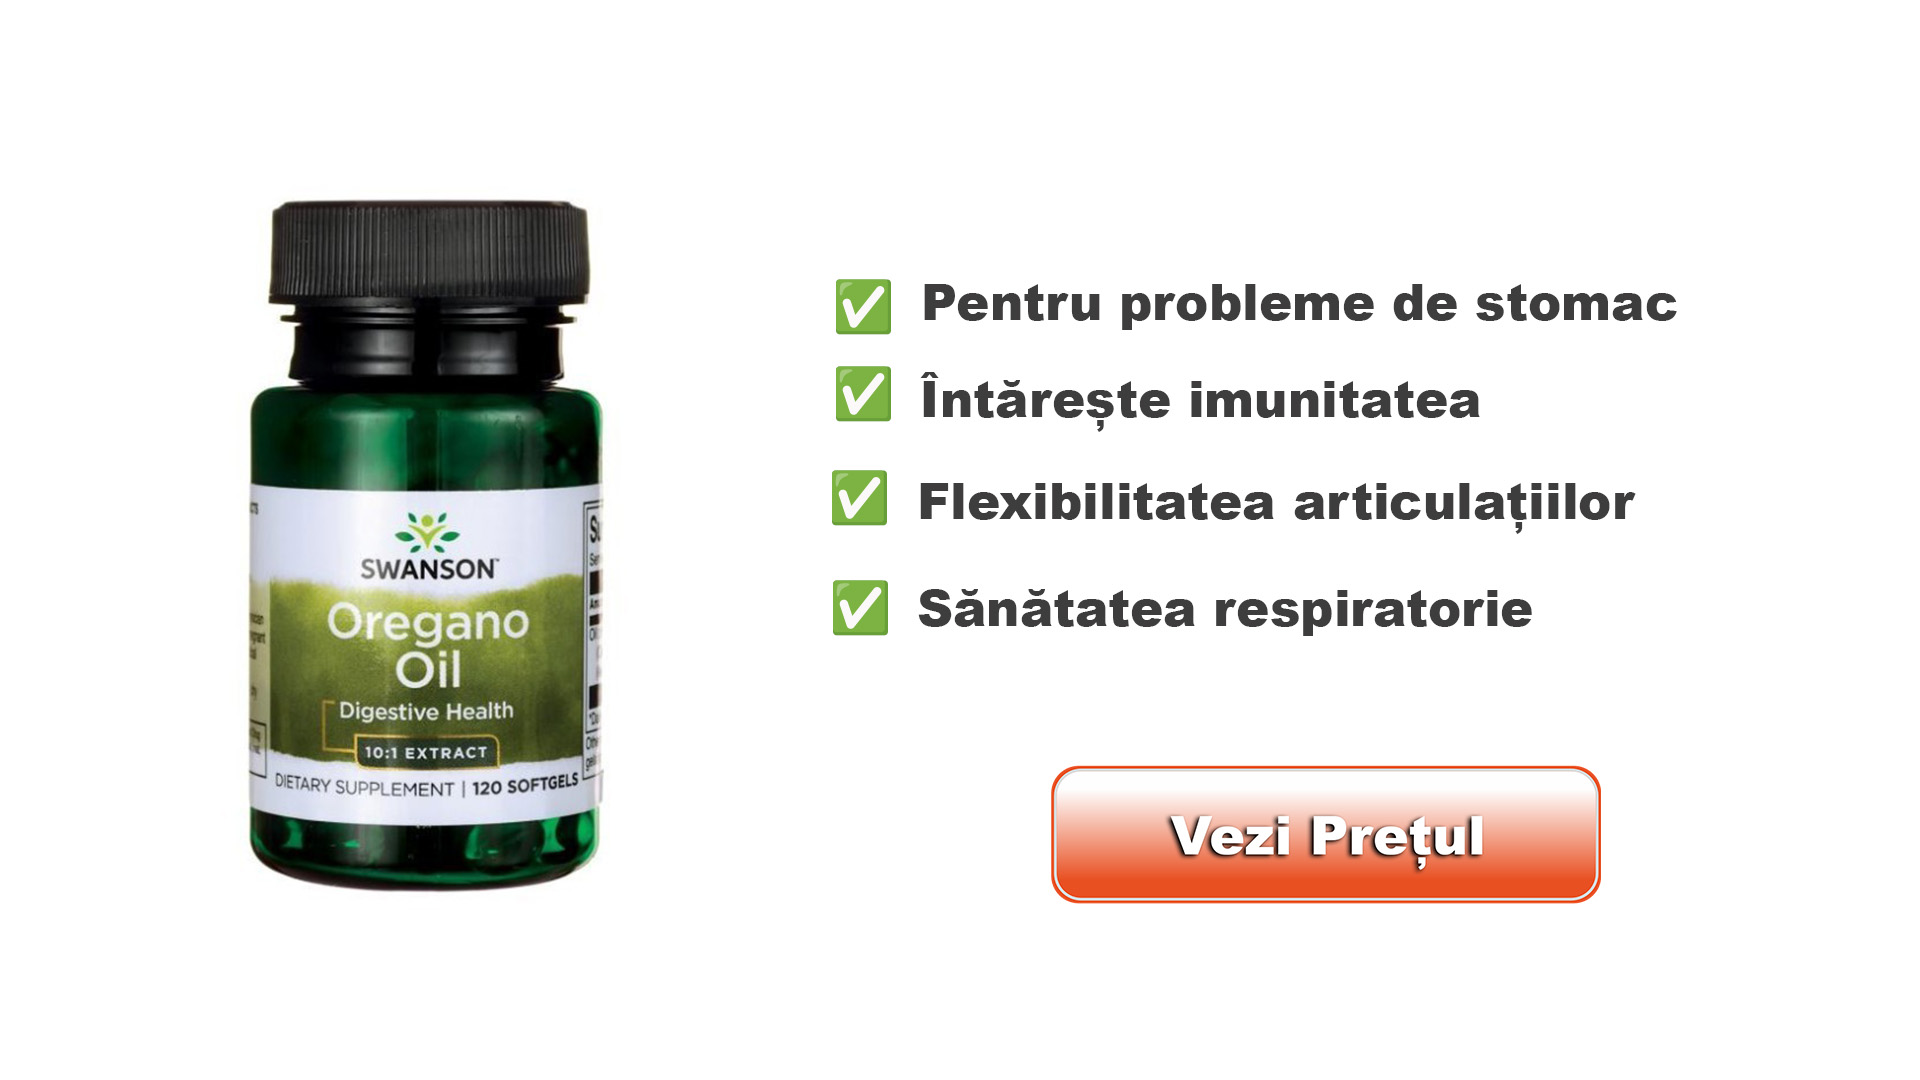 Pentru probleme de stomac
Întărește imunitatea
Flexibilitatea articulațiilor
Sănătatea respiratorie
Vezi Prețul
SWANSON™
Oregano
Oil
Digestive Health
10:1 EXTRACT
DIETARY SUPPLEMENT | 120 SOFTGELS